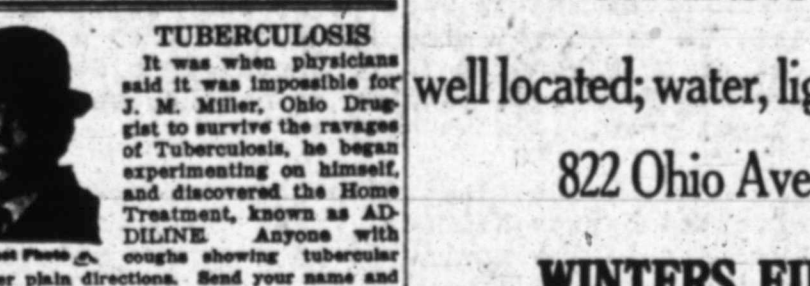 TUBERCULOSIS
It was when physicians
said it was impossible for
J. M. Miller, Ohio Drug-
gist to survive the ravages
of Tuberculosis, he began
experimenting on himself,
and discovered the Home
Treatment, known as AD-
DILINE. Anyone with
Photo coughs showing tubercular
plain directions. Send your name and
well located; water,
822 Ohio Ave
WINTERS